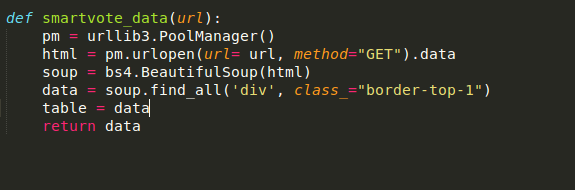 def smartvote_data(url):
    pm = urllib3.PoolManager()
    html = pm.urlopen(url= url, method="GET").data
    soup = bs4.BeautifulSoup(html)
    data = soup.find_all('div', class_="border-top-1")
    table = data
    return data